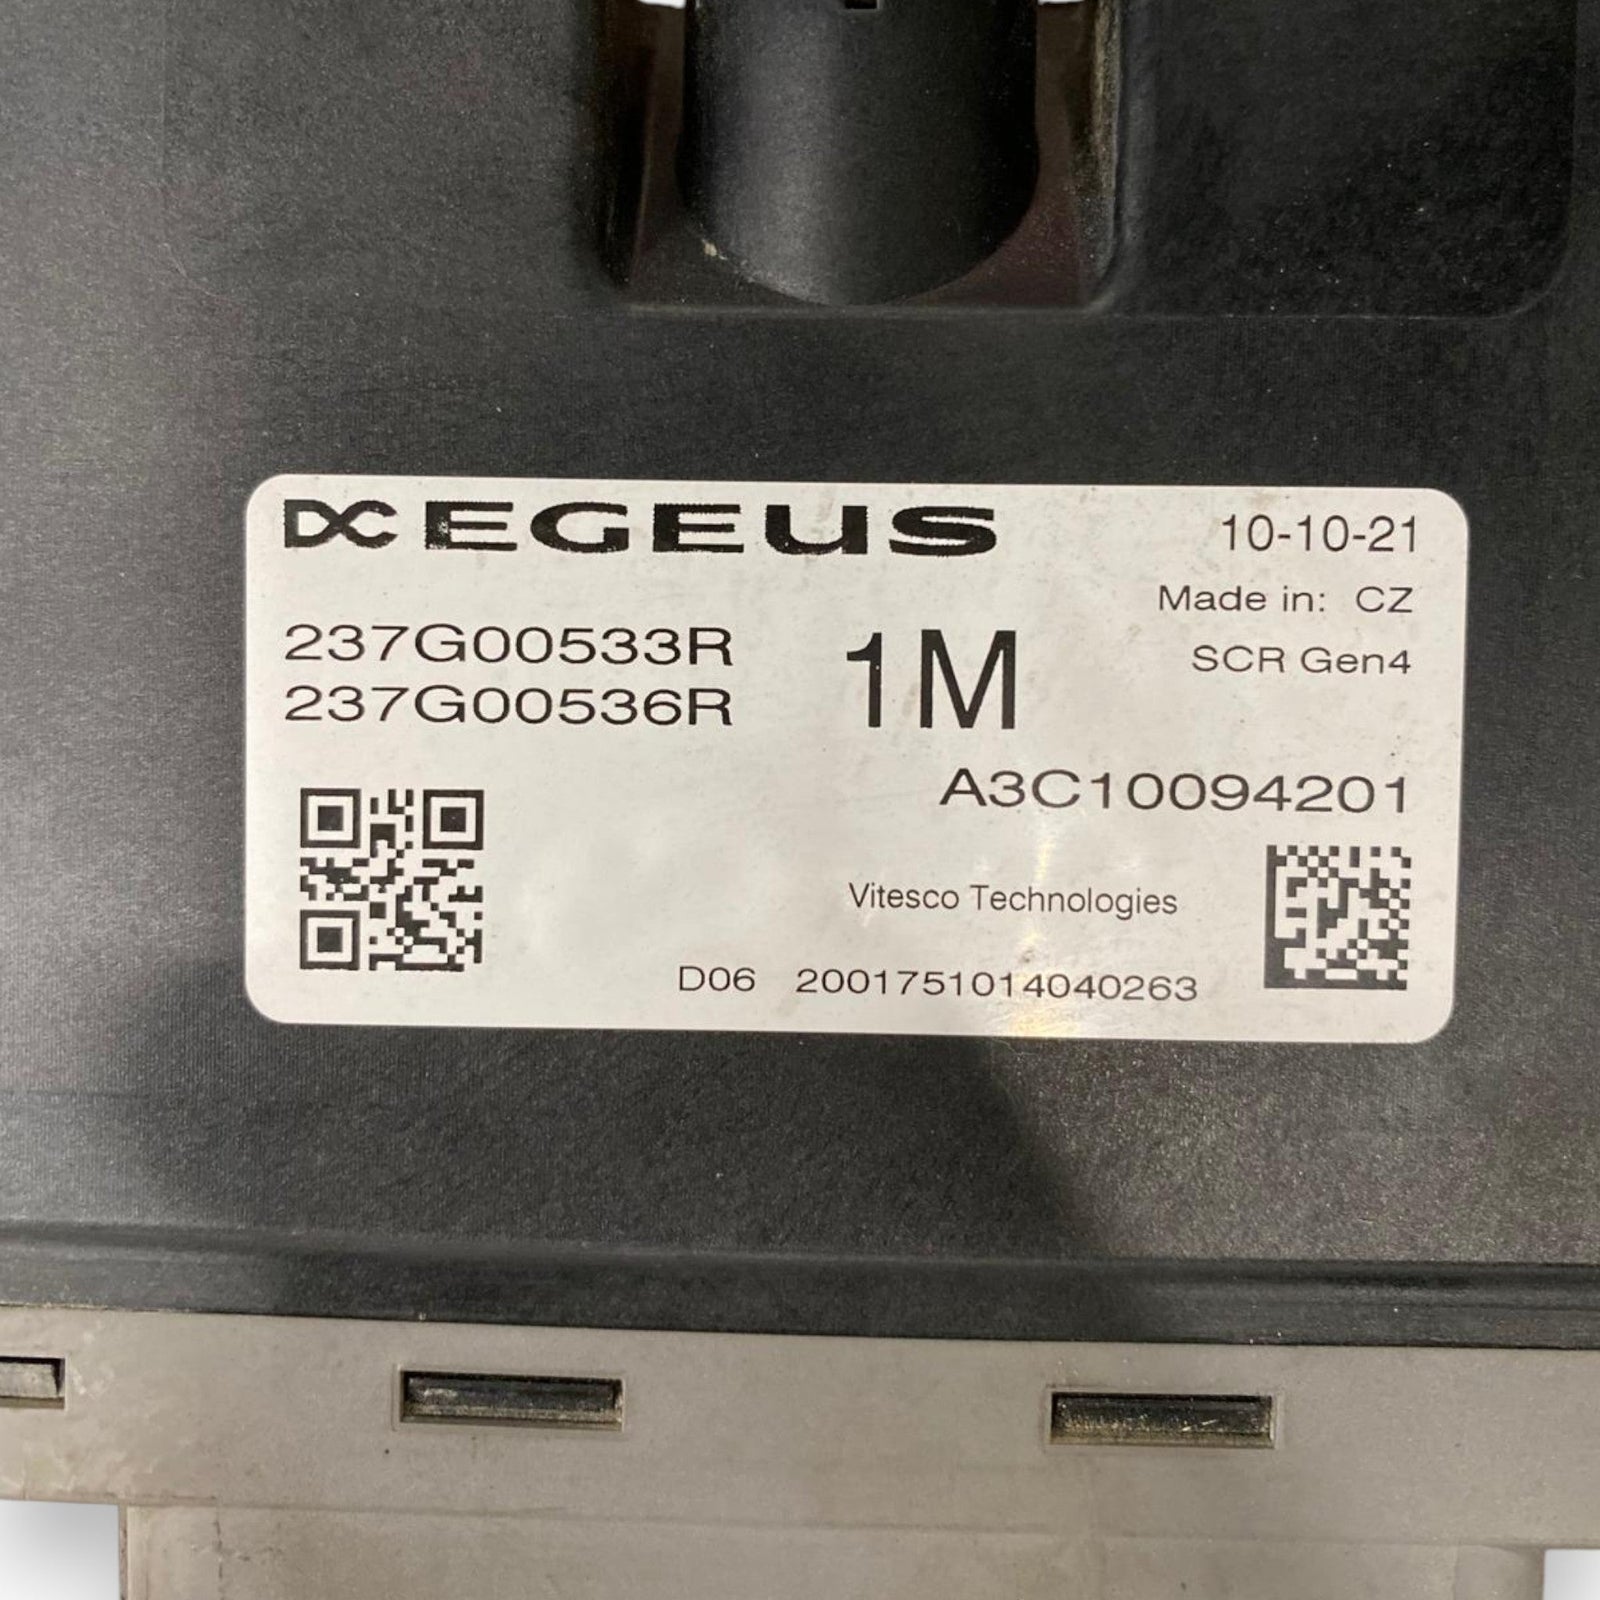 EGEUS 10-10-21
Made in: CZ
237G00533R 1M SCR Gen4
237G00536R
A3C10094201
Vitesco Technologies
D06 2001751014040263